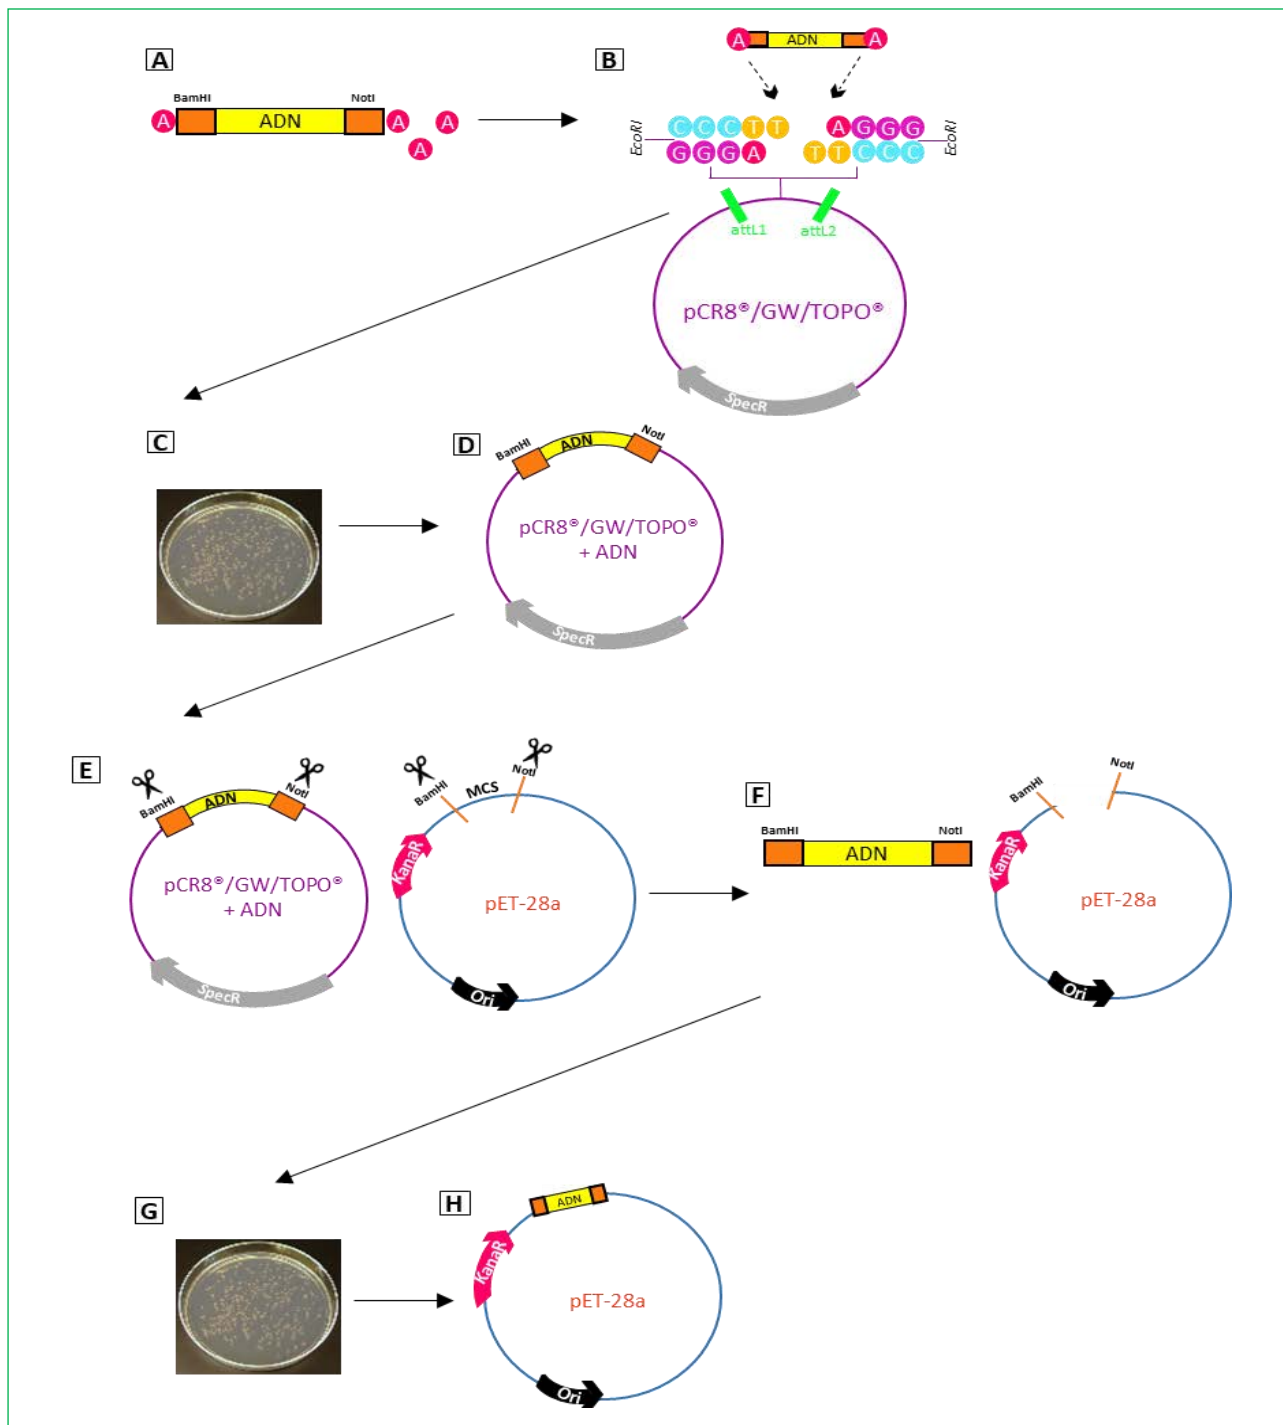 A
BamHI
NotI
A
ADN
A
A
A
B
A
ADN
A
EcoRI
C C C T T
G G G A
A G G G
T T C C C
EcoRI
attL1
attL2
pCR8®/GW/TOPO®
SpecR
C
D
BamHI
ADN
NotI
pCR8®/GW/TOPO®
+ ADN
SpecR
E
BamHI
ADN
NotI
pCR8®/GW/TOPO®
+ ADN
SpecR
BamHI
MCS
NotI
KanaR
pET-28a
Ori
F
BamHI
NotI
ADN
BamHI
NotI
KanaR
pET-28a
Ori
G
H
ADN
KanaR
pET-28a
Ori